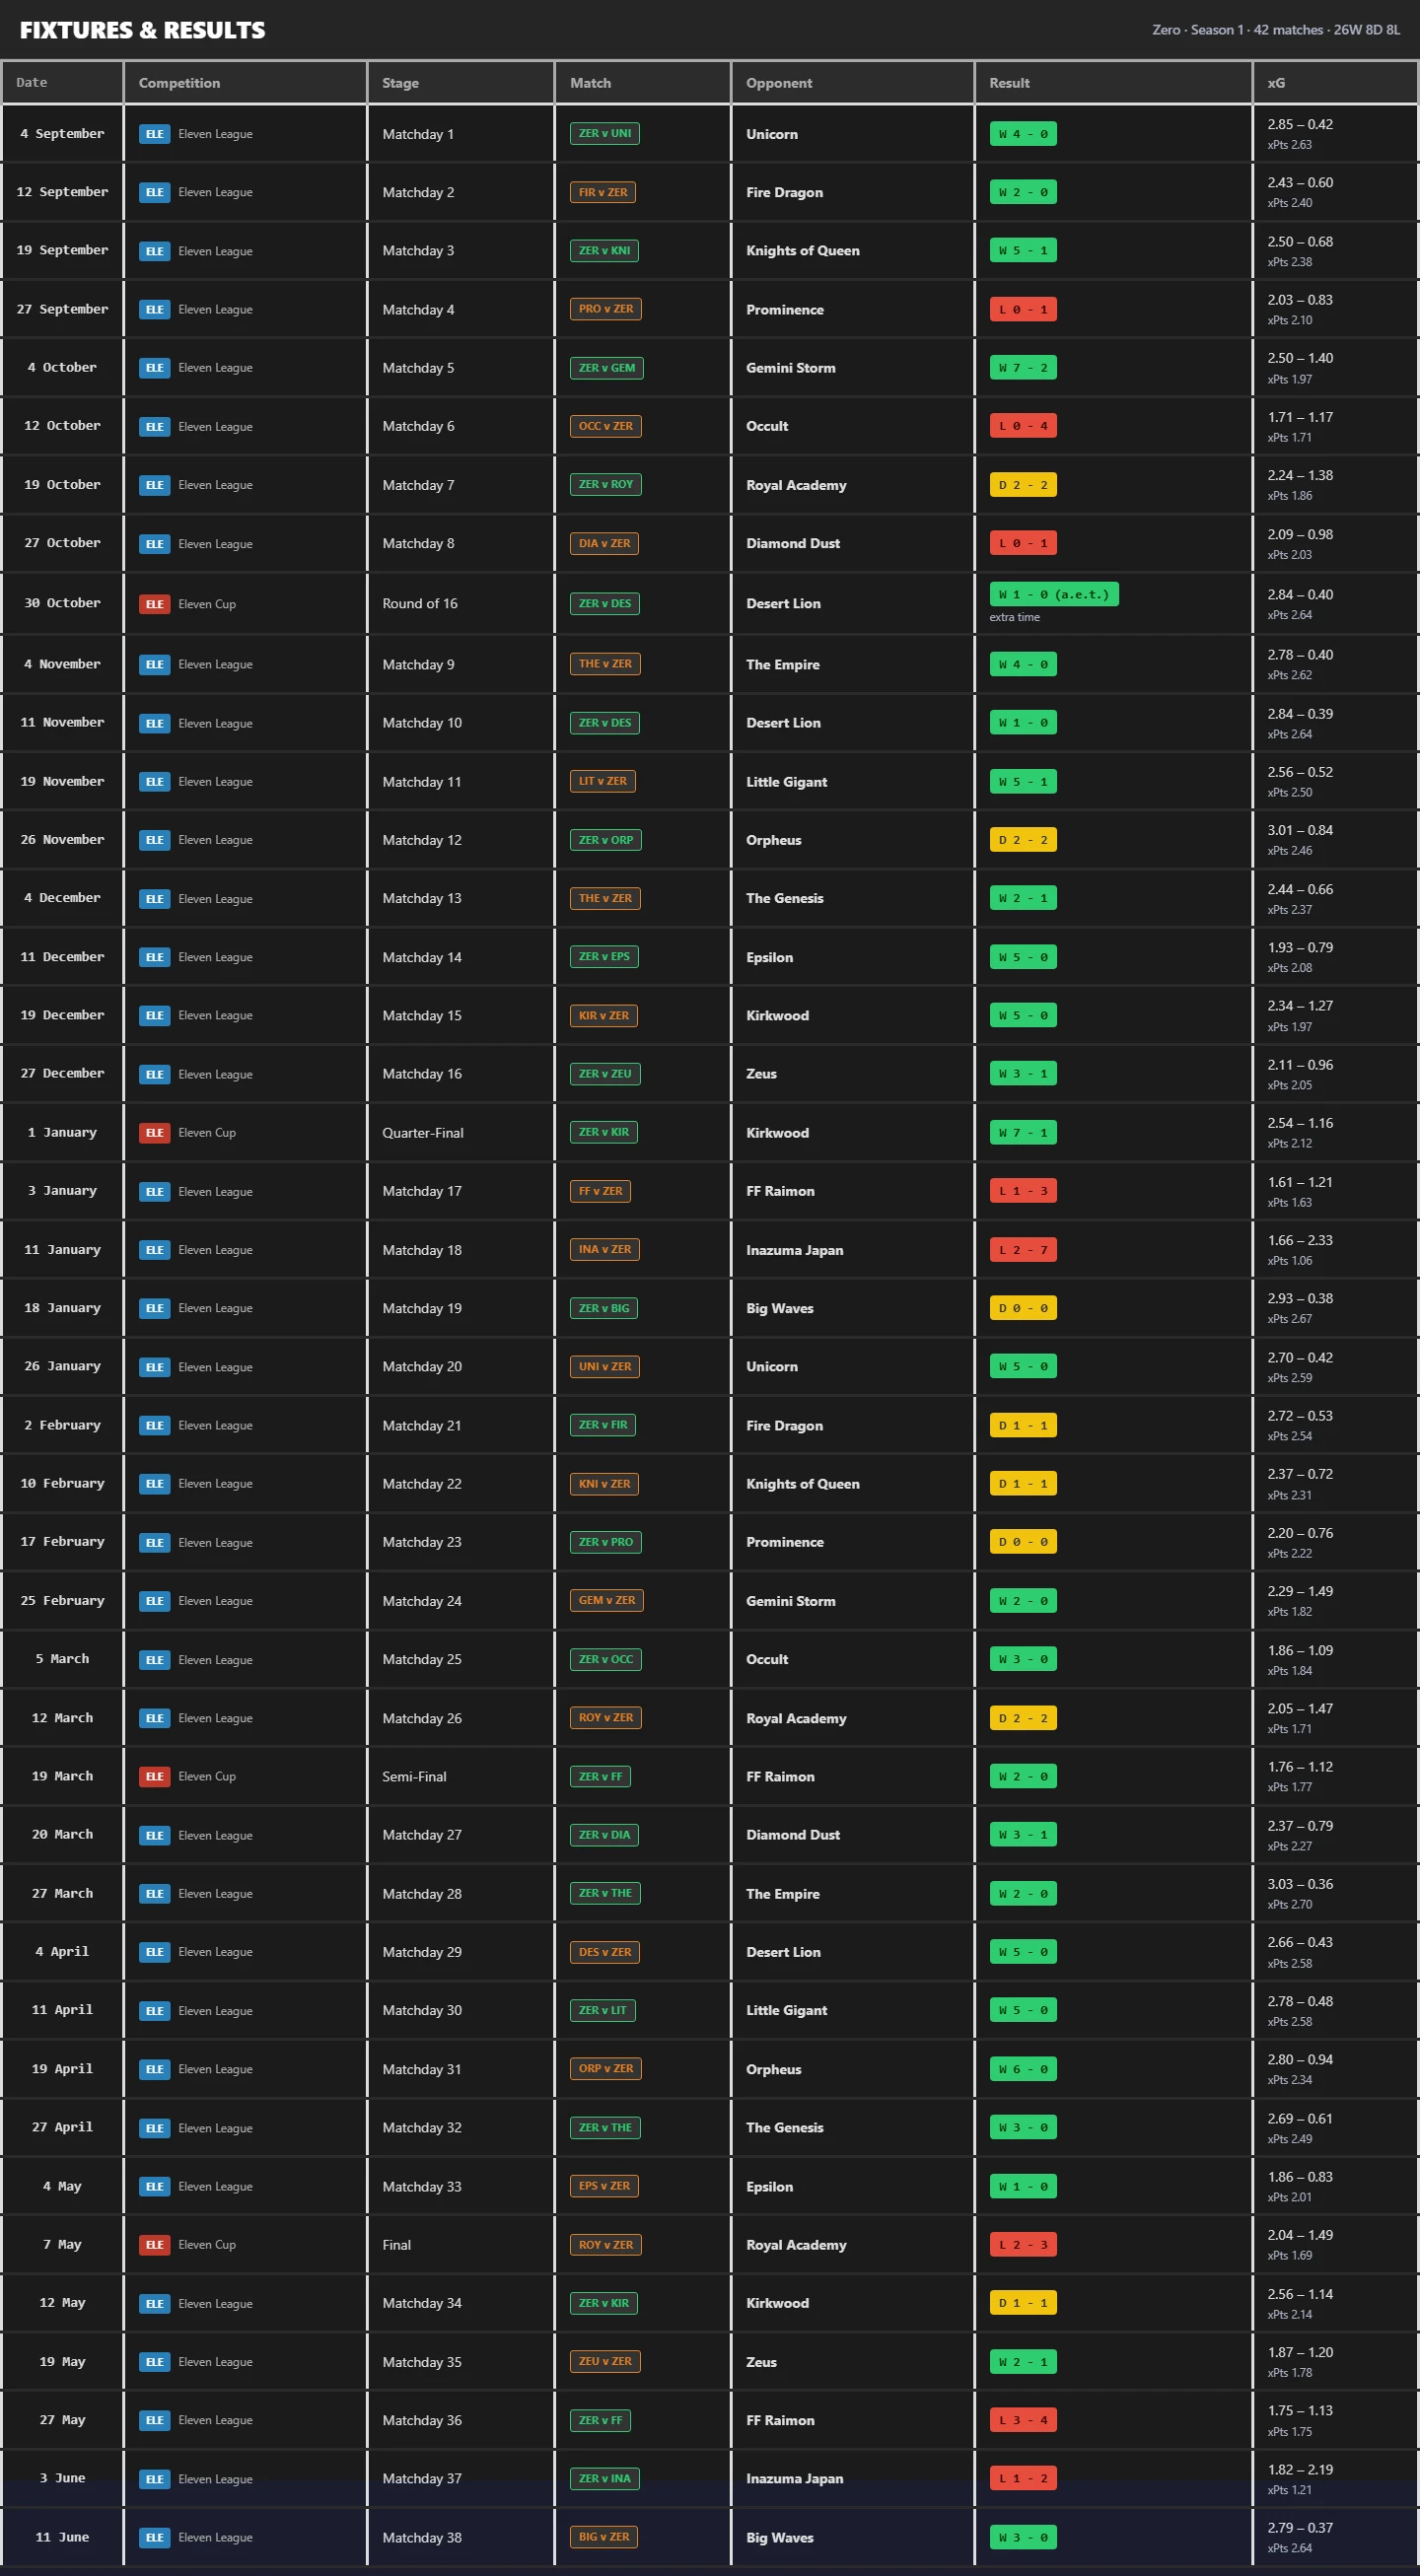 FIXTURES & RESULTS
Zero · Season 1 · 42 matches · 26W 8D 8L
Date Competition Stage Match Opponent Result xG
4 September ELE Eleven League Matchday 1 ZER v UNI Unicorn W 4 - 0 2.85 – 0.42
xPts 2.63
12 September ELE Eleven League Matchday 2 FIR v ZER Fire Dragon W 2 - 0 2.43 – 0.60
xPts 2.40
19 September ELE Eleven League Matchday 3 ZER v KNI Knights of Queen W 5 - 1 2.50 – 0.68
xPts 2.38
27 September ELE Eleven League Matchday 4 PRO v ZER Prominence L 0 - 1 2.03 – 0.83
xPts 2.10
4 October ELE Eleven League Matchday 5 ZER v GEM Gemini Storm W 7 - 2 2.50 – 1.40
xPts 1.97
12 October ELE Eleven League Matchday 6 OCC v ZER Occult L 0 - 4 1.71 – 1.17
xPts 1.71
19 October ELE Eleven League Matchday 7 ZER v ROY Royal Academy D 2 - 2 2.24 – 1.38
xPts 1.86
27 October ELE Eleven League Matchday 8 DIA v ZER Diamond Dust L 0 - 1 2.09 – 0.98
xPts 2.03
30 October ELE Eleven Cup Round of 16 ZER v DES Desert Lion W 1 - 0 (a.e.t.) 2.84 – 0.40
extra time xPts 2.64
4 November ELE Eleven League Matchday 9 THE v ZER The Empire W 4 - 0 2.78 – 0.40
xPts 2.62
11 November ELE Eleven League Matchday 10 ZER v DES Desert Lion W 1 - 0 2.84 – 0.39
xPts 2.64
19 November ELE Eleven League Matchday 11 LIT v ZER Little Gigant W 5 - 1 2.56 – 0.52
xPts 2.50
26 November ELE Eleven League Matchday 12 ZER v ORP Orpheus D 2 - 2 3.01 – 0.84
xPts 2.46
4 December ELE Eleven League Matchday 13 THE v ZER The Genesis W 2 - 1 2.44 – 0.66
xPts 2.37
11 December ELE Eleven League Matchday 14 ZER v EPS Epsilon W 5 - 0 1.93 – 0.79
xPts 2.08
19 December ELE Eleven League Matchday 15 KIR v ZER Kirkwood W 5 - 0 2.34 – 1.27
xPts 1.97
27 December ELE Eleven League Matchday 16 ZER v ZEU Zeus W 3 - 1 2.11 – 0.96
xPts 2.05
1 January ELE Eleven Cup Quarter-Final ZER v KIR Kirkwood W 7 - 1 2.54 – 1.16
xPts 2.12
3 January ELE Eleven League Matchday 17 FF v ZER FF Raimon L 1 - 3 1.61 – 1.21
xPts 1.63
11 January ELE Eleven League Matchday 18 INA v ZER Inazuma Japan L 2 - 7 1.66 – 2.33
xPts 1.06
18 January ELE Eleven League Matchday 19 ZER v BIG Big Waves D 0 - 0 2.93 – 0.38
xPts 2.67
26 January ELE Eleven League Matchday 20 UNI v ZER Unicorn W 5 - 0 2.70 – 0.42
xPts 2.59
2 February ELE Eleven League Matchday 21 ZER v FIR Fire Dragon D 1 - 1 2.72 – 0.53
xPts 2.54
10 February ELE Eleven League Matchday 22 KNI v ZER Knights of Queen D 1 - 1 2.37 – 0.72
xPts 2.31
17 February ELE Eleven League Matchday 23 ZER v PRO Prominence D 0 - 0 2.20 – 0.76
xPts 2.22
25 February ELE Eleven League Matchday 24 GEM v ZER Gemini Storm W 2 - 0 2.29 – 1.49
xPts 1.82
5 March ELE Eleven League Matchday 25 ZER v OCC Occult W 3 - 0 1.86 – 1.09
xPts 1.84
12 March ELE Eleven League Matchday 26 ROY v ZER Royal Academy D 2 - 2 2.05 – 1.47
xPts 1.71
19 March ELE Eleven Cup Semi-Final ZER v FF FF Raimon W 2 - 0 1.76 – 1.12
xPts 1.77
20 March ELE Eleven League Matchday 27 ZER v DIA Diamond Dust W 3 - 1 2.37 – 0.79
xPts 2.27
27 March ELE Eleven League Matchday 28 ZER v THE The Empire W 2 - 0 3.03 – 0.36
xPts 2.70
4 April ELE Eleven League Matchday 29 DES v ZER Desert Lion W 5 - 0 2.66 – 0.43
xPts 2.58
11 April ELE Eleven League Matchday 30 ZER v LIT Little Gigant W 5 - 0 2.78 – 0.48
xPts 2.58
19 April ELE Eleven League Matchday 31 ORP v ZER Orpheus W 6 - 0 2.80 – 0.94
xPts 2.34
27 April ELE Eleven League Matchday 32 ZER v THE The Genesis W 3 - 0 2.69 – 0.61
xPts 2.49
4 May ELE Eleven League Matchday 33 EPS v ZER Epsilon W 1 - 0 1.86 – 0.83
xPts 2.01
7 May ELE Eleven Cup Final ROY v ZER Royal Academy L 2 - 3 2.04 – 1.49
xPts 1.69
12 May ELE Eleven League Matchday 34 ZER v KIR Kirkwood D 1 - 1 2.56 – 1.14
xPts 2.14
19 May ELE Eleven League Matchday 35 ZEU v ZER Zeus W 2 - 1 1.87 – 1.20
xPts 1.78
27 May ELE Eleven League Matchday 36 ZER v FF FF Raimon L 3 - 4 1.75 – 1.13
xPts 1.75
3 June ELE Eleven League Matchday 37 ZER v INA Inazuma Japan L 1 - 2 1.82 – 2.19
xPts 1.21
11 June ELE Eleven League Matchday 38 BIG v ZER Big Waves W 3 - 0 2.79 – 0.37
xPts 2.64